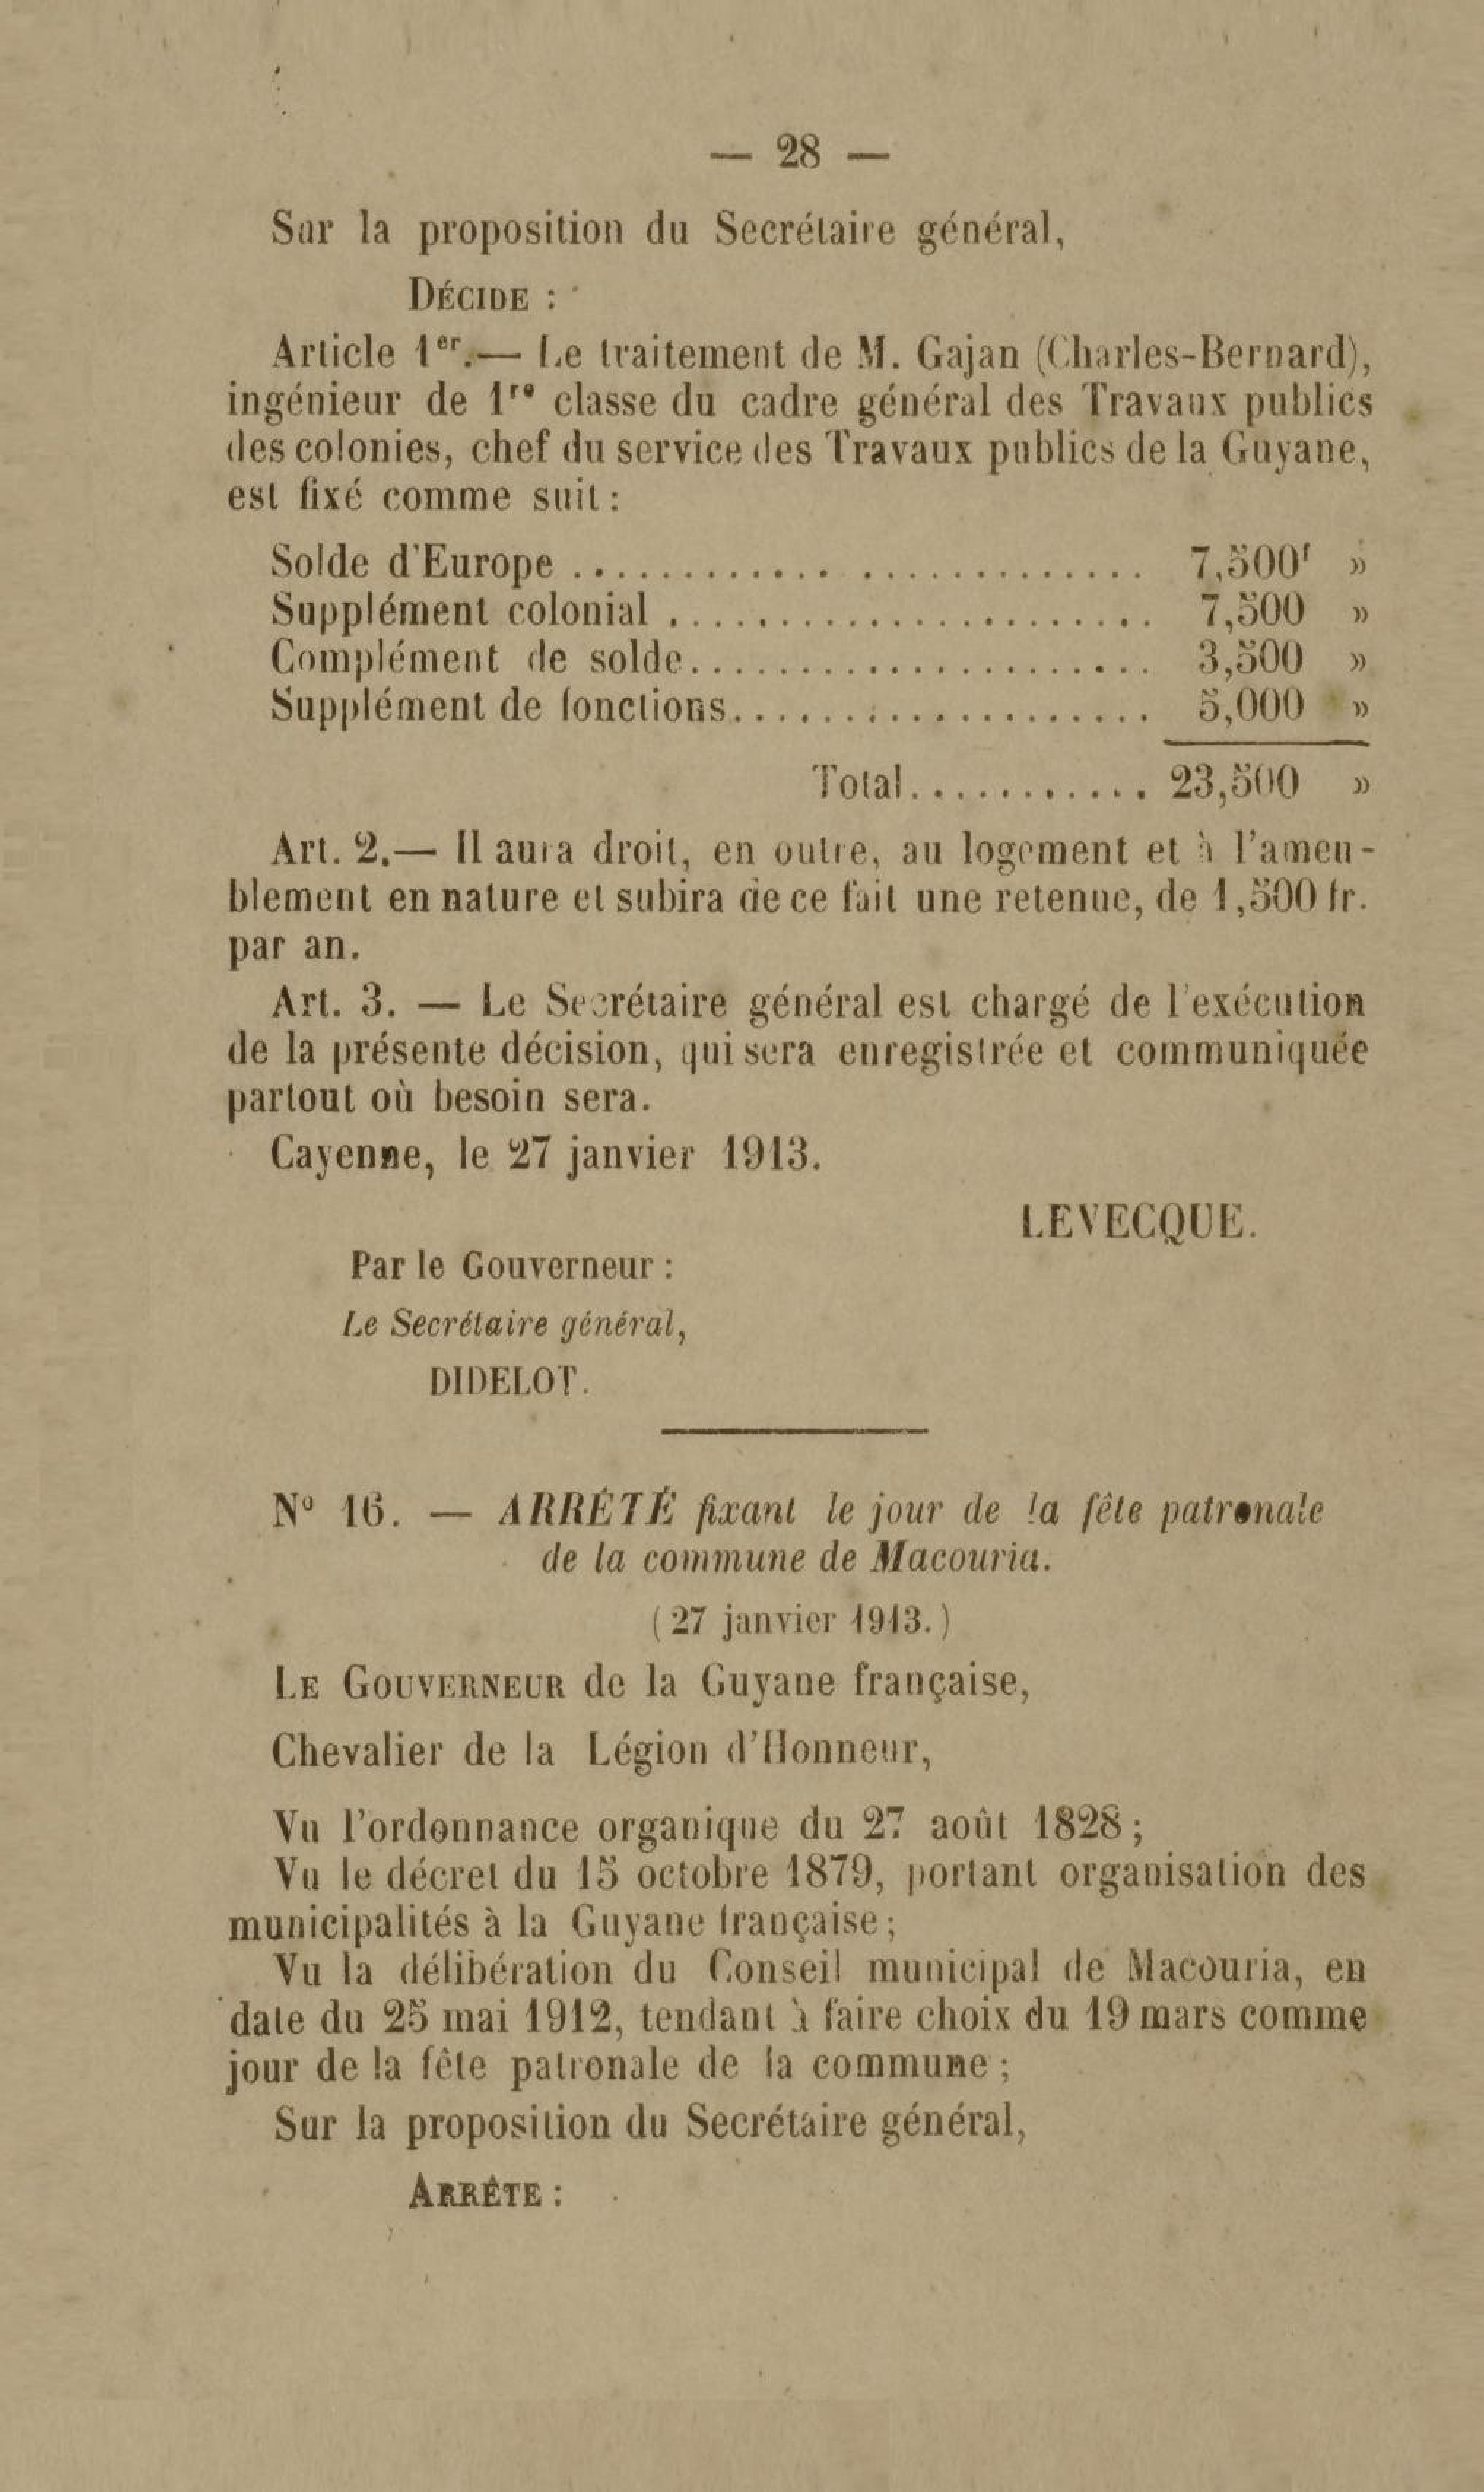 — 28 —
Sur la proposition du Secrétaire général,
DÉCIDE :
Article 1er.— Le traitement de M. Gajan (Charles-Bernard),
ingénieur de 1re classe du cadre général des Travaux publics
des colonies, chef du service des Travaux publics de la Guyane,
est fixé comme suit :
Solde d'Europe .......................... 7,500f »
Supplément colonial ...................... 7,500 »
Complément de solde..................... 3,500 »
Supplément de fonctions................... 5,000 »
Total........... 23,500 »
Art. 2.— Il aura droit, en outre, au logement et à l'ameu-
blement en nature et subira de ce fait une retenue, de 1,500 fr.
par an.
Art. 3. — Le Secrétaire général est chargé de l'exécution
de la présente décision, qui sera enregistrée et communiquée
partout où besoin sera.
Cayenne, le 27 janvier 1913.
LEVECQUE.
Par le Gouverneur :
Le Secrétaire général,
DIDELOT.
No 16. — ARRÊTÉ fixant le jour de la fête patronale
de la commune de Macouria.
( 27 janvier 1913. )
LE GOUVERNEUR de la Guyane française,
Chevalier de la Légion d'Honneur,
Vu l'ordonnance organique du 27 août 1828 ;
Vu le décret du 15 octobre 1879, portant organisation des
municipalités à la Guyane française ;
Vu la délibération du Conseil municipal de Macouria, en
date du 25 mai 1912, tendant à faire choix du 19 mars comme
jour de la fête patronale de la commune ;
Sur la proposition du Secrétaire général,
ARRÊTE :